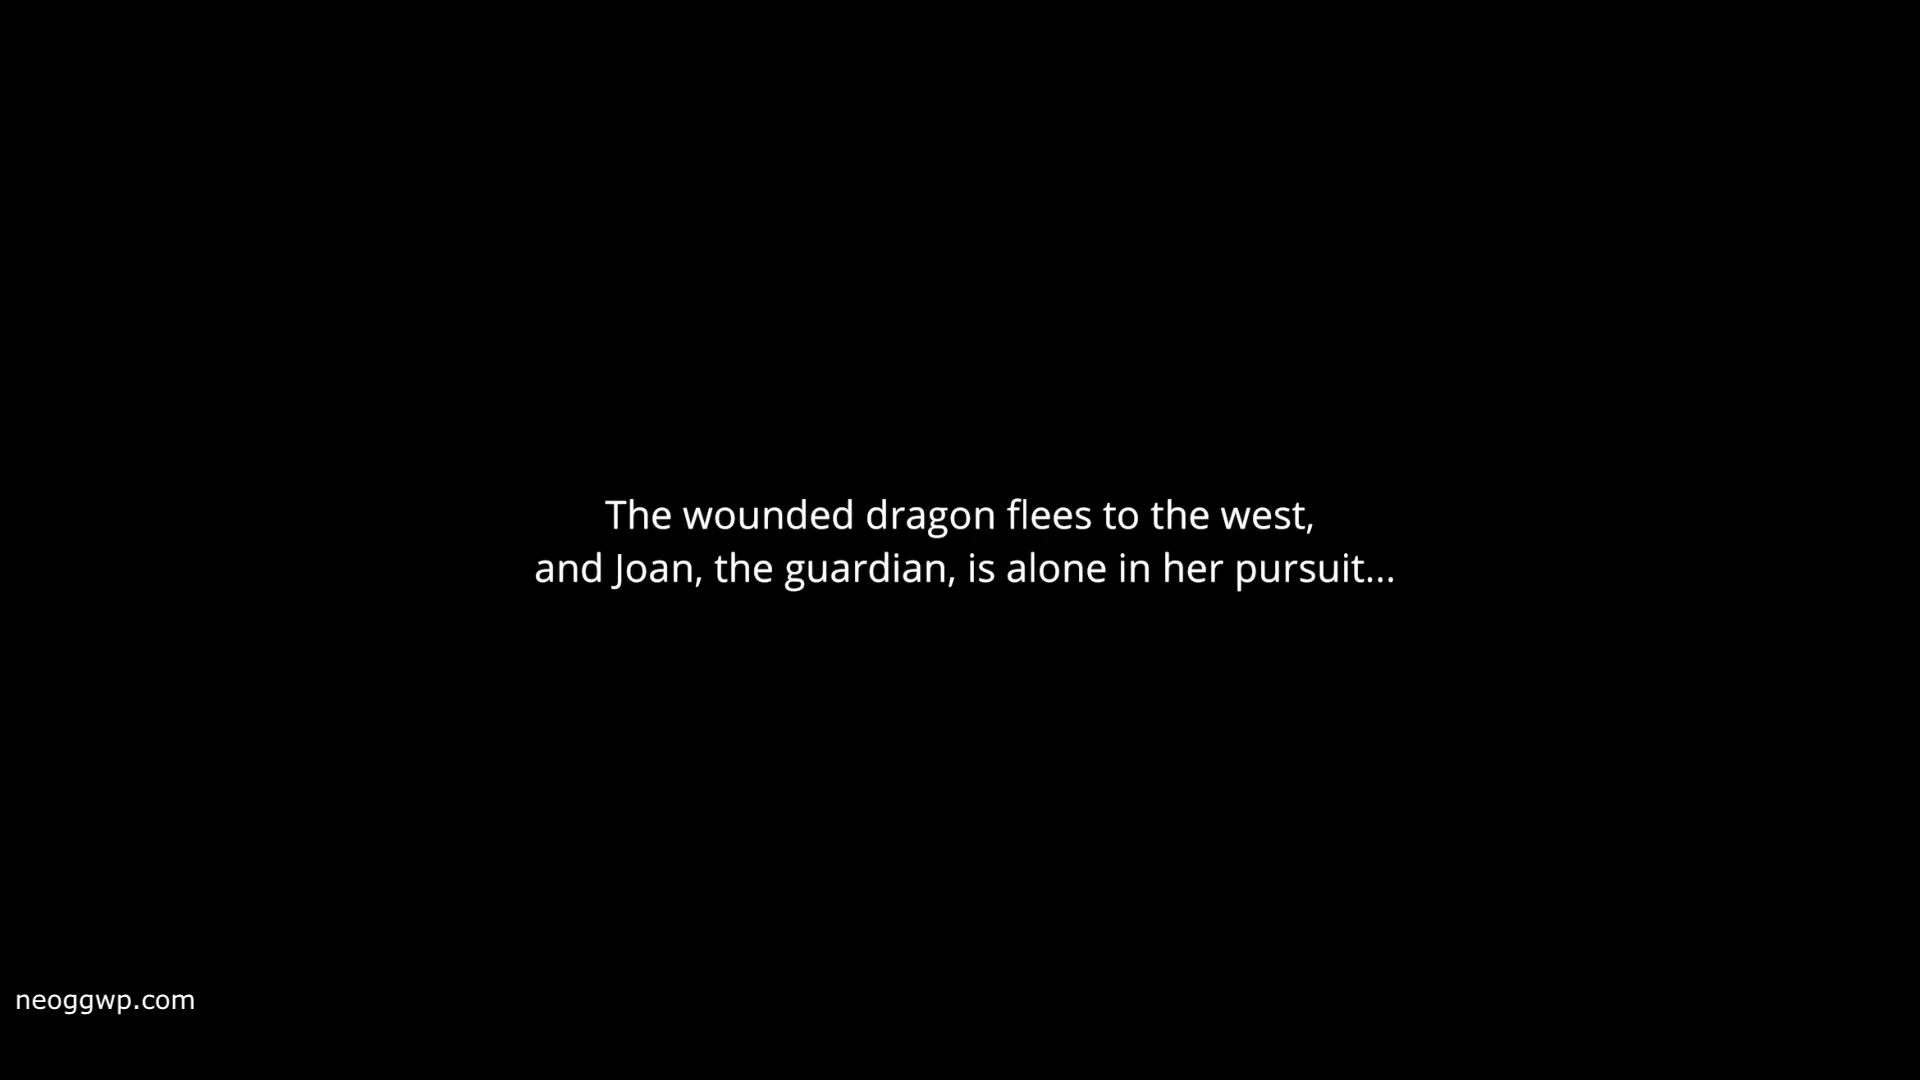 The wounded dragon flees to the west,
and Joan, the guardian, is alone in her pursuit...
neoggwp.com